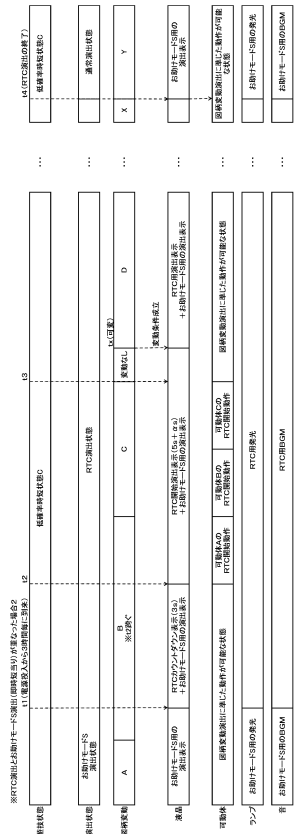 ※RTC演出とお助けモードS演出(即時短当り)が重なった場合2
t1(電源投入から3時間毎に到来)
t2
t3
t4(RTC演出の終了)
技状態
低確率時短状態C
…
低確率時短状態C
演出状態
お助けモードS
演出状態
RTC演出状態
…
通常演出状態
図柄変動
A
B
※t2跨ぐ
C
変動なし
tx(可変)
D
…
X
Y
変動条件成立
液晶
お助けモードS用の
演出表示
RTCカウントダウン表示(3s)
+お助けモードS用の演出表示
RTC開始演出表示(5s+αs)
+お助けモードS用の演出表示
RTC用演出表示
+お助けモードS用の演出表示
…
お助けモードS用の
演出表示
可動体
図柄変動演出に準じた動作が可能な状態
可動体Aの
RTC開始動作
可動体Bの
RTC開始動作
可動体Cの
RTC開始動作
図柄変動演出に準じた動作が可能な状態
…
図柄変動演出に準じた動作が可能
な状態
ランプ
お助けモードS用の発光
RTC用発光
…
お助けモードS用の発光
音
お助けモードS用のBGM
RTC用BGM
…
お助けモードS用のBGM